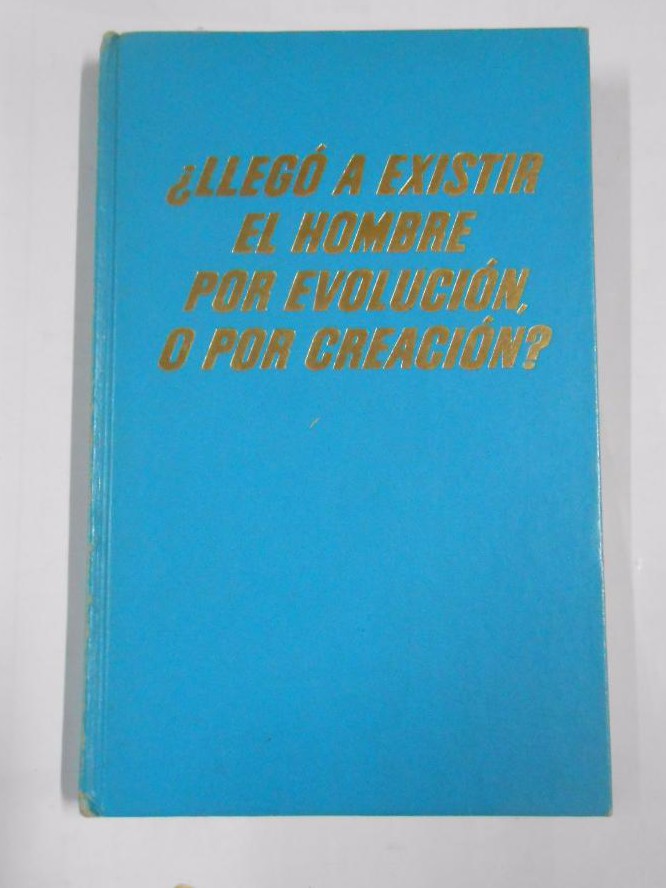 ¿LLEGÓ A EXISTIR
EL HOMBRE
POR EVOLUCIÓN,
O POR CREACIÓN?